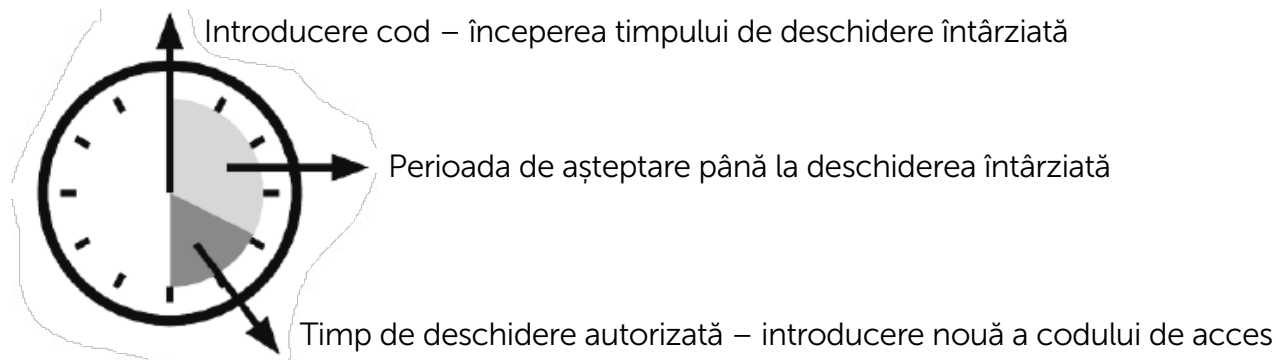 Introducere cod – începerea timpului de deschidere întârziată
Perioada de așteptare până la deschiderea întârziată
Timp de deschidere autorizată – introducere nouă a codului de acces